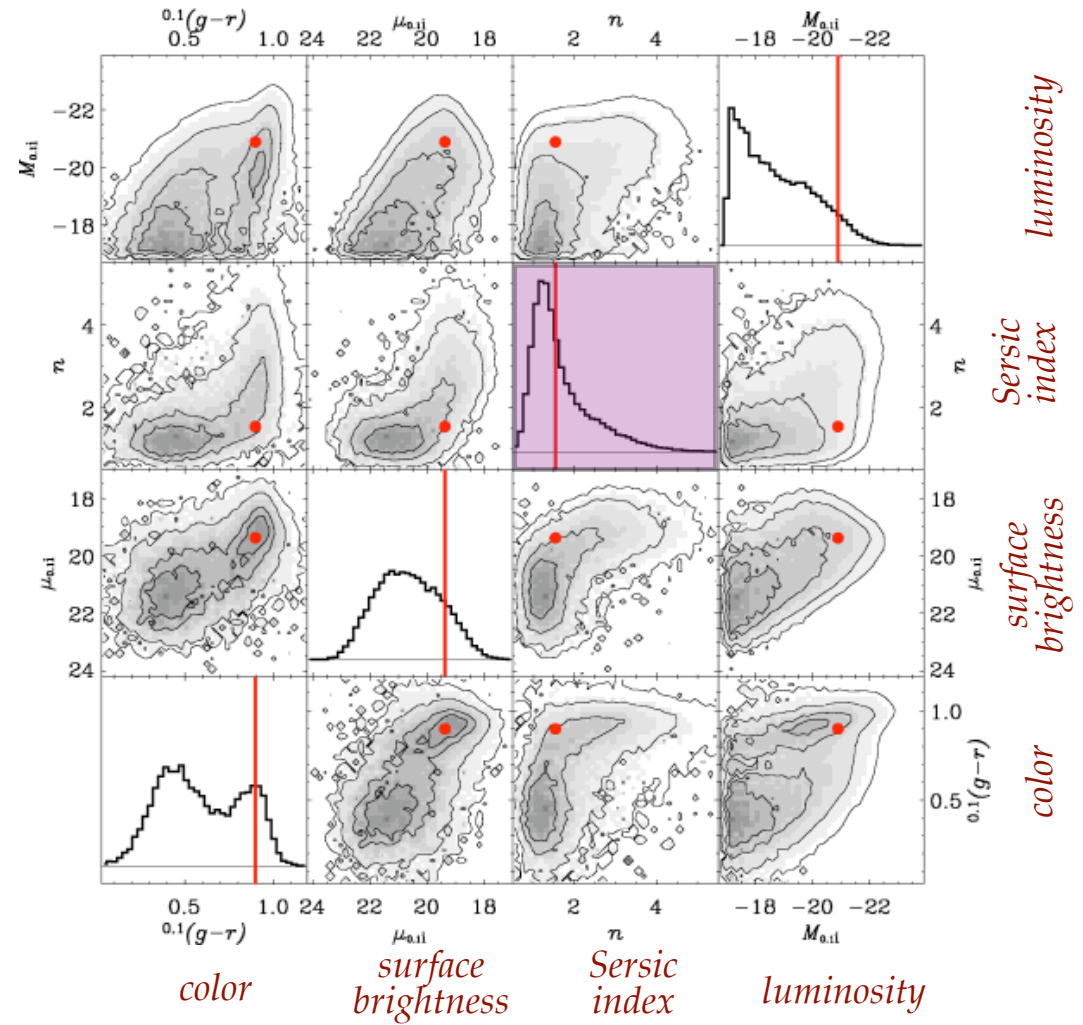 0.1(g−r) μ0.1i n M0.1i
0.5 1.0 24 22 20 18 2 4 −18 −20 −22
M0.1i −22 luminosity
−20
−18
n 4 4 n Sersic
2 2 index
μ0.1i 18 18 μ0.1i surface
20 20 brightness
22 22
24 24
1.0 0.1(g−r) color
0.5
0.5 1.0 24 22 20 18 2 4 −18 −20 −22
0.1(g−r) μ0.1i n M0.1i
color surface Sersic luminosity
brightness index